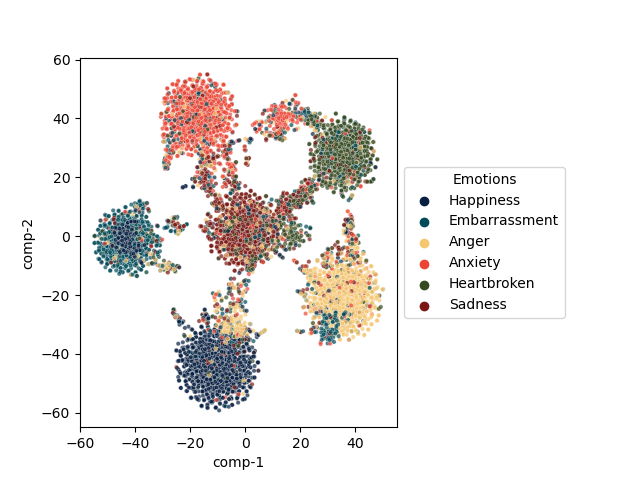 60
40
20
0
−20
−40
−60
comp-2
−60
−40
−20
0
20
40
comp-1
Emotions
Happiness
Embarrassment
Anger
Anxiety
Heartbroken
Sadness